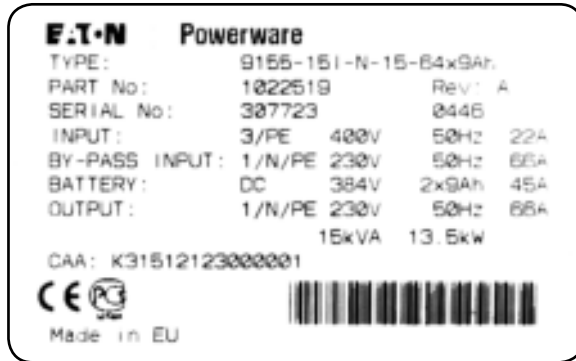 EATON Powerware
TYPE: 9155-15I-N-15-64x9Ah
PART No: 1022519 Rev: A
SERIAL No: 307723 0446
INPUT: 3/PE 400V 50Hz 22A
BY-PASS INPUT: 1/N/PE 230V 50Hz 66A
BATTERY: DC 384V 2x9Ah 45A
OUTPUT: 1/N/PE 230V 50Hz 66A
15kVA 13.5kW
CAA: K31512123000001
CE
Made in EU